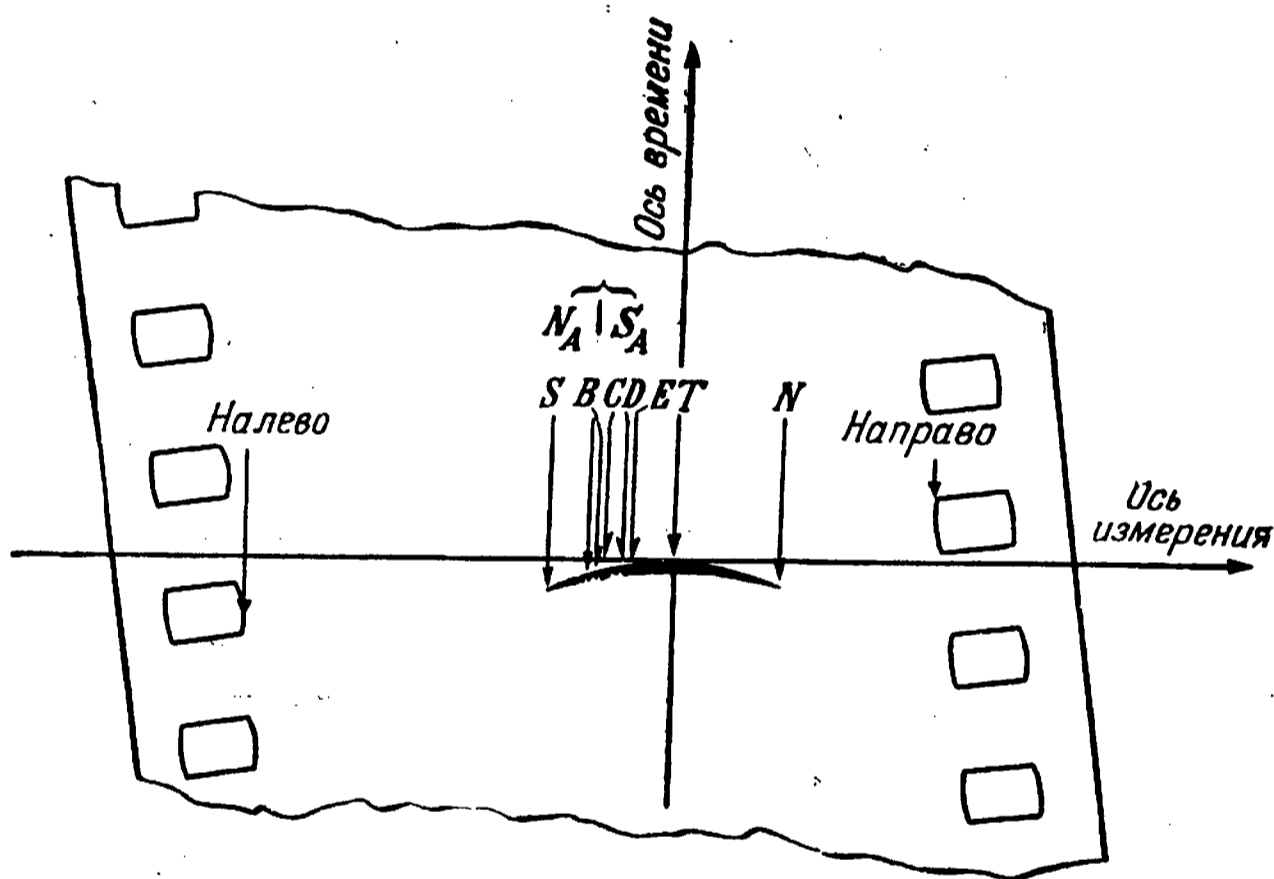 Ось времени
N_A | S_A
S B C D E T N
Налево
Направо
Ось
измерения